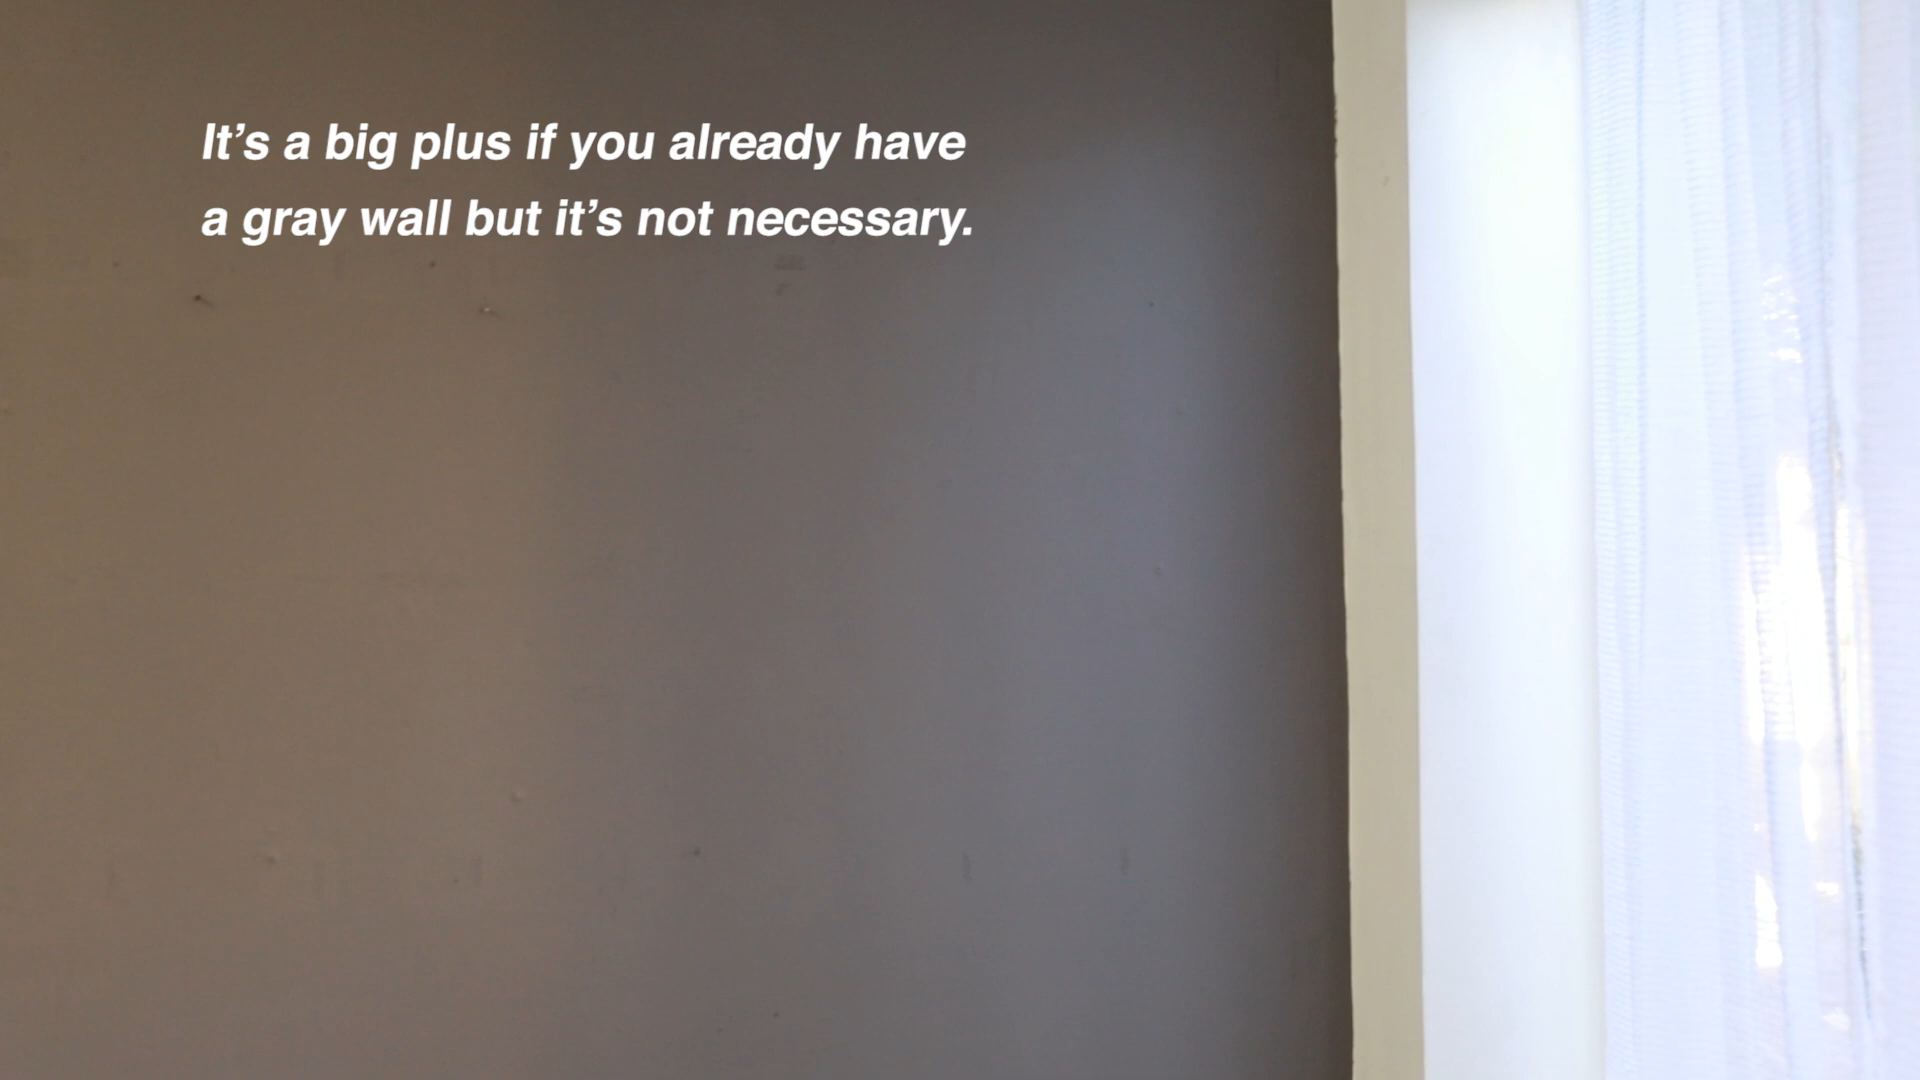 It’s a big plus if you already have
a gray wall but it’s not necessary.